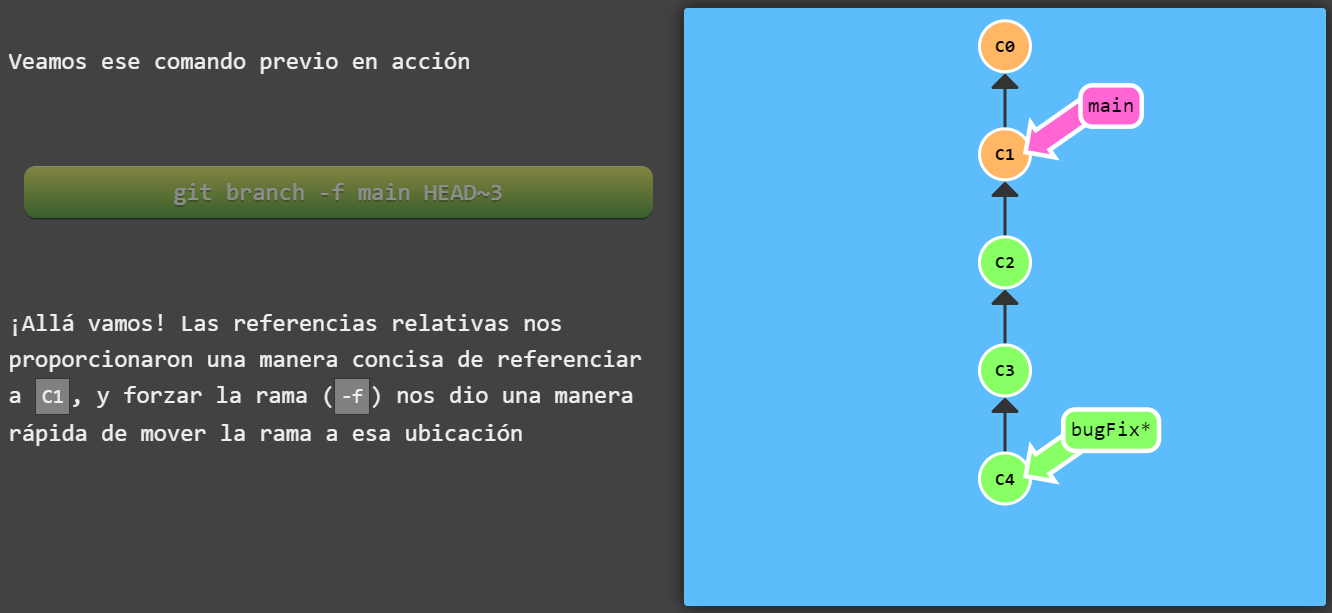 Veamos ese comando previo en acción
git branch -f main HEAD~3
¡Allá vamos! Las referencias relativas nos
proporcionaron una manera concisa de referenciar
a C1, y forzar la rama (-f) nos dio una manera
rápida de mover la rama a esa ubicación
C0
main
C1
C2
C3
bugFix*
C4